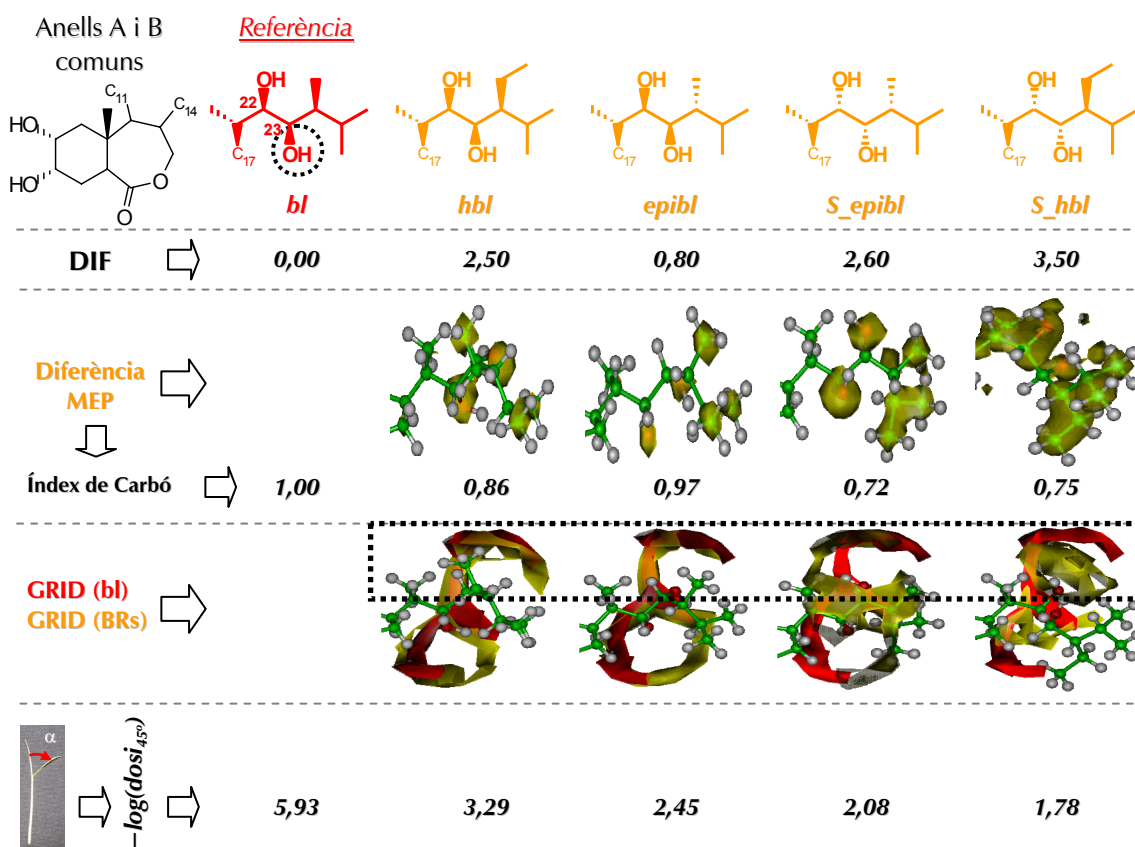 Anells A i B
comuns
Referència
C11
C14
HO
HO
O
O
OH
22
23
OH
C17
OH
OH
C17
OH
OH
C17
OH
OH
C17
OH
OH
C17
bl
hbl
epibl
S_epibl
S_hbl
DIF
0,00
2,50
0,80
2,60
3,50
Diferència
MEP
Índex de Carbó
1,00
0,86
0,97
0,72
0,75
GRID (bl)
GRID (BRs)
α
−log(dosi45º)
5,93
3,29
2,45
2,08
1,78